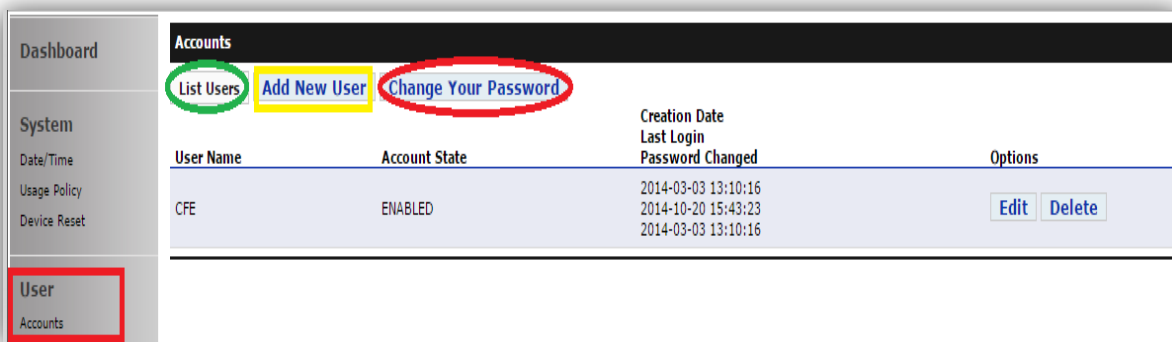 Dashboard
System
Date/Time
Usage Policy
Device Reset
User
Accounts
Accounts
List Users Add New User Change Your Password
Creation Date
Last Login
User Name Account State Password Changed Options
2014-03-03 13:10:16
CFE ENABLED 2014-10-20 15:43:23 Edit Delete
2014-03-03 13:10:16